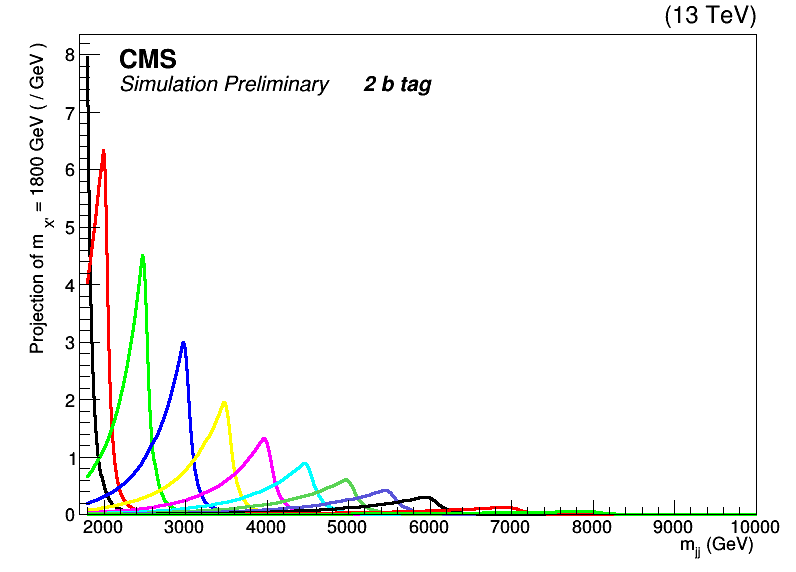 (13 TeV)
CMS
Simulation Preliminary 2 b tag
Projection of m x' = 1800 GeV ( / GeV )
8
7
6
5
4
3
2
1
0
2000 3000 4000 5000 6000 7000 8000 9000 10000
m jj (GeV)